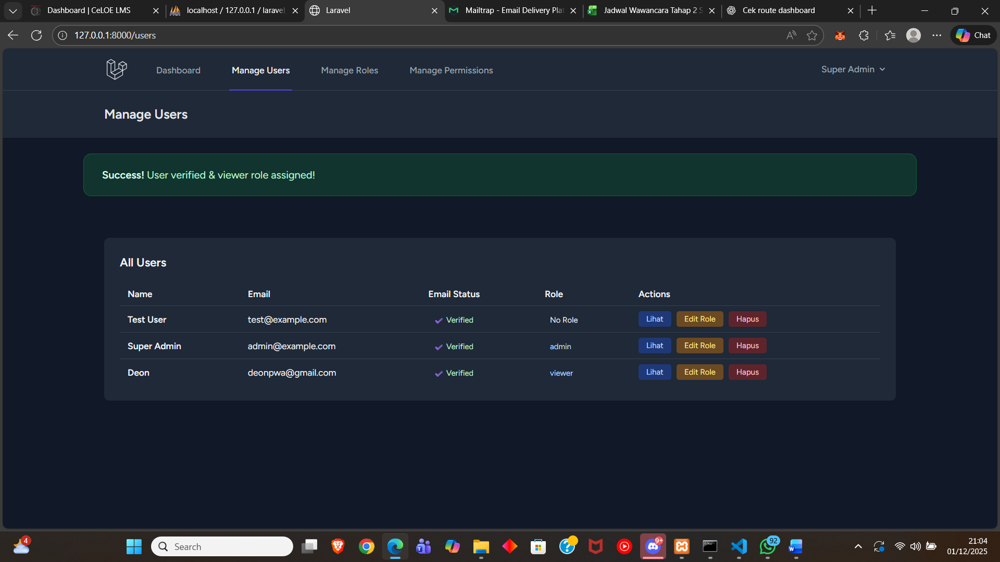 Dashboard | CeLOE LMS
localhost / 127.0.0.1 / laravel
Laravel
Mailtrap - Email Delivery Plat
Jadwal Wawancara Tahap 2 S
Cek route dashboard
127.0.0.1:8000/users
Chat
Dashboard
Manage Users
Manage Roles
Manage Permissions
Super Admin
Manage Users
Success! User verified & viewer role assigned!
All Users
Name Email Email Status Role Actions
Test User test@example.com Verified No Role Lihat Edit Role Hapus
Super Admin admin@example.com Verified admin Lihat Edit Role Hapus
Deon deonpwa@gmail.com Verified viewer Lihat Edit Role Hapus
4
Search
9+
92
21:04
01/12/2025